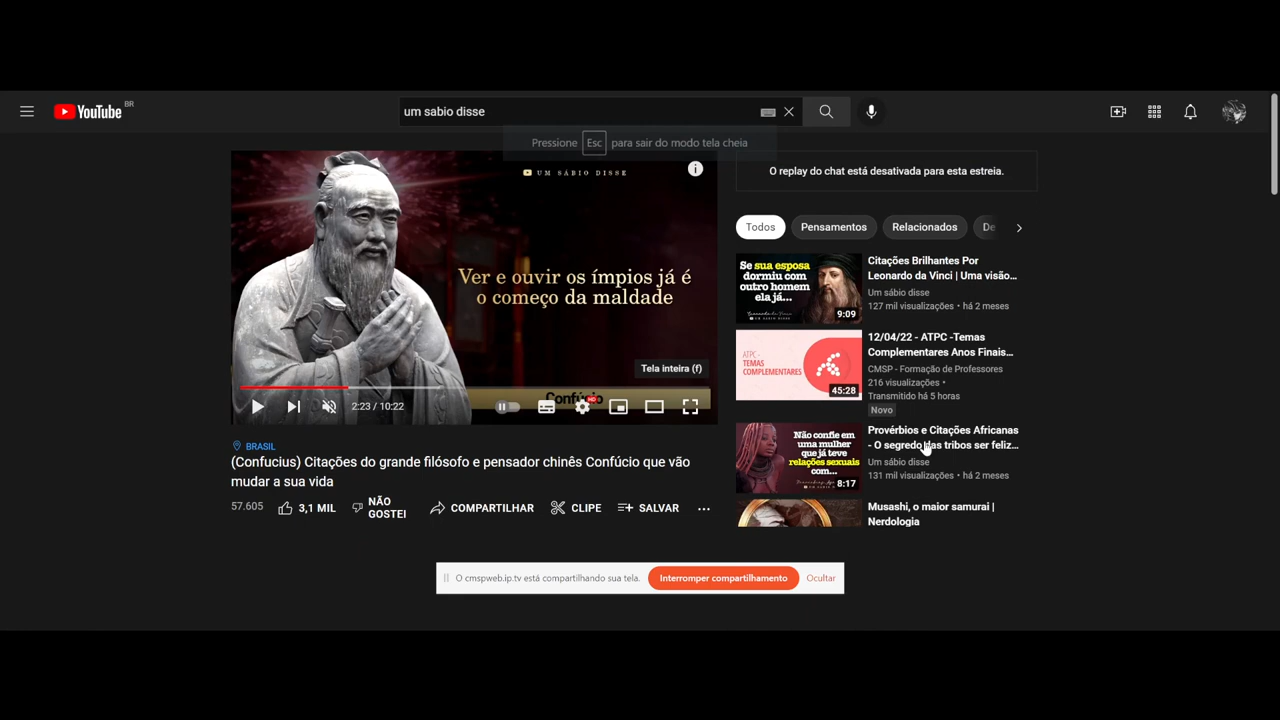 YouTube BR
um sabio disse
Pressione Esc para sair do modo tela cheia
UM SÁBIO DISSE
Ver e ouvir os ímpios já é
o começo da maldade
Tela inteira (f)
Confúcio
HD
2:23 / 10:22
BRASIL
(Confucius) Citações do grande filósofo e pensador chinês Confúcio que vão
mudar a sua vida
57.605
3,1 MIL
NÃO
GOSTEI
COMPARTILHAR
CLIPE
SALVAR
...
O replay do chat está desativada para esta estreia.
Todos
Pensamentos
Relacionados
De
Se sua esposa
dormiu com
outro homem
ela já...
Leonardo da Vinci
9:09
Citações Brilhantes Por
Leonardo da Vinci | Uma visão...
Um sábio disse
127 mil visualizações • há 2 meses
ATPC -
TEMAS
COMPLEMENTARES
45:28
12/04/22 - ATPC -Temas
Complementares Anos Finais...
CMSP - Formação de Professores
216 visualizações •
Transmitido há 5 horas
Novo
Não confie em
uma mulher
que já teve
relações sexuais
com...
8:17
Provérbios e Citações Africanas
- O segredo das tribos ser feliz...
Um sábio disse
131 mil visualizações • há 2 meses
Musashi, o maior samurai |
Nerdologia
O cmspweb.ip.tv está compartilhando sua tela.
Interromper compartilhamento
Ocultar